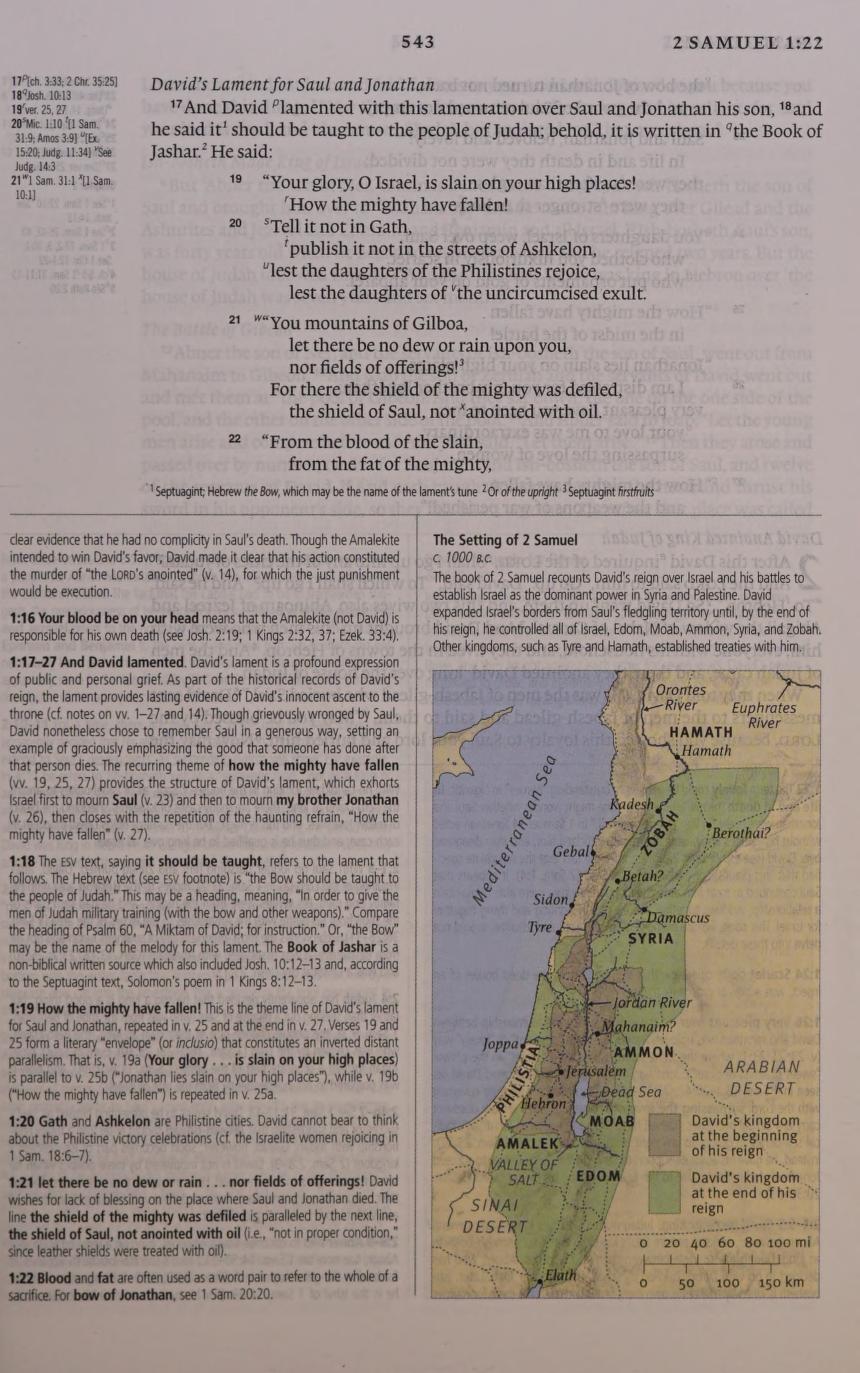 543
2 SAMUEL 1:22
17ᵖ[ch. 3:33; 2 Chr. 35:25]
18ᑫJosh. 10:13
19ʳver. 25, 27
20ˢMic. 1:10 ᵗ[1 Sam.
31:9; Amos 3:9] ᵘ[Ex.
15:20; Judg. 11:34] ᵛSee
Judg. 14:3
21ʷ1 Sam. 31:1 ˣ[1 Sam.
10:1]
David's Lament for Saul and Jonathan
¹⁷And David ᵖlamented with this lamentation over Saul and Jonathan his son, ¹⁸and
he said it¹ should be taught to the people of Judah; behold, it is written in ᑫthe Book of
Jashar.² He said:
19 “Your glory, O Israel, is slain on your high places!
ʳHow the mighty have fallen!
20 ˢTell it not in Gath,
ᵗpublish it not in the streets of Ashkelon,
ᵘlest the daughters of the Philistines rejoice,
lest the daughters of ᵛthe uncircumcised exult.
21 ʷ“You mountains of Gilboa,
let there be no dew or rain upon you,
nor fields of offerings!³
For there the shield of the mighty was defiled,
the shield of Saul, not ˣanointed with oil.
22 “From the blood of the slain,
from the fat of the mighty,
¹ Septuagint; Hebrew the Bow, which may be the name of the lament's tune ² Or of the upright ³ Septuagint firstfruits
clear evidence that he had no complicity in Saul's death. Though the Amalekite
intended to win David's favor, David made it clear that his action constituted
the murder of “the LORD's anointed” (v. 14), for which the just punishment
would be execution.
1:16 Your blood be on your head means that the Amalekite (not David) is
responsible for his own death (see Josh. 2:19; 1 Kings 2:32, 37; Ezek. 33:4).
1:17–27 And David lamented. David's lament is a profound expression
of public and personal grief. As part of the historical records of David's
reign, the lament provides lasting evidence of David's innocent ascent to the
throne (cf. notes on vv. 1–27 and 14). Though grievously wronged by Saul,
David nonetheless chose to remember Saul in a generous way, setting an
example of graciously emphasizing the good that someone has done after
that person dies. The recurring theme of how the mighty have fallen
(vv. 19, 25, 27) provides the structure of David's lament, which exhorts
Israel first to mourn Saul (v. 23) and then to mourn my brother Jonathan
(v. 26), then closes with the repetition of the haunting refrain, “How the
mighty have fallen” (v. 27).
1:18 The ESV text, saying it should be taught, refers to the lament that
follows. The Hebrew text (see ESV footnote) is “the Bow should be taught to
the people of Judah.” This may be a heading, meaning, “In order to give the
men of Judah military training (with the bow and other weapons).” Compare
the heading of Psalm 60, “A Miktam of David; for instruction.” Or, “the Bow”
may be the name of the melody for this lament. The Book of Jashar is a
non-biblical written source which also included Josh. 10:12–13 and, according
to the Septuagint text, Solomon's poem in 1 Kings 8:12–13.
1:19 How the mighty have fallen! This is the theme line of David's lament
for Saul and Jonathan, repeated in v. 25 and at the end in v. 27. Verses 19 and
25 form a literary “envelope” (or inclusio) that constitutes an inverted distant
parallelism. That is, v. 19a (Your glory . . . is slain on your high places)
is parallel to v. 25b (“Jonathan lies slain on your high places”), while v. 19b
(“How the mighty have fallen”) is repeated in v. 25a.
1:20 Gath and Ashkelon are Philistine cities. David cannot bear to think
about the Philistine victory celebrations (cf. the Israelite women rejoicing in
1 Sam. 18:6–7).
1:21 let there be no dew or rain . . . nor fields of offerings! David
wishes for lack of blessing on the place where Saul and Jonathan died. The
line the shield of the mighty was defiled is paralleled by the next line,
the shield of Saul, not anointed with oil (i.e., “not in proper condition,”
since leather shields were treated with oil).
1:22 Blood and fat are often used as a word pair to refer to the whole of a
sacrifice. For bow of Jonathan, see 1 Sam. 20:20.
The Setting of 2 Samuel
c. 1000 B.C.
The book of 2 Samuel recounts David's reign over Israel and his battles to
establish Israel as the dominant power in Syria and Palestine. David
expanded Israel's borders from Saul's fledgling territory until, by the end of
his reign, he controlled all of Israel, Edom, Moab, Ammon, Syria, and Zobah.
Other kingdoms, such as Tyre and Hamath, established treaties with him.
Orontes
River
Euphrates
River
HAMATH
Hamath
Mediterranean Sea
Kadesh
ZOBAH
Berothai?
Gebal
Betah?
Sidon
Damascus
Tyre
SYRIA
Jordan River
Mahanaim?
Joppa
AMMON
PHILISTIA
Jerusalem
ARABIAN
DESERT
Dead Sea
Hebron
MOAB
AMALEK
VALLEY OF
SALT
EDOM
SINAI
DESERT
Elath
David's kingdom
at the beginning
of his reign
David's kingdom
at the end of his
reign
0 20 40 60 80 100 mi
0 50 100 150 km